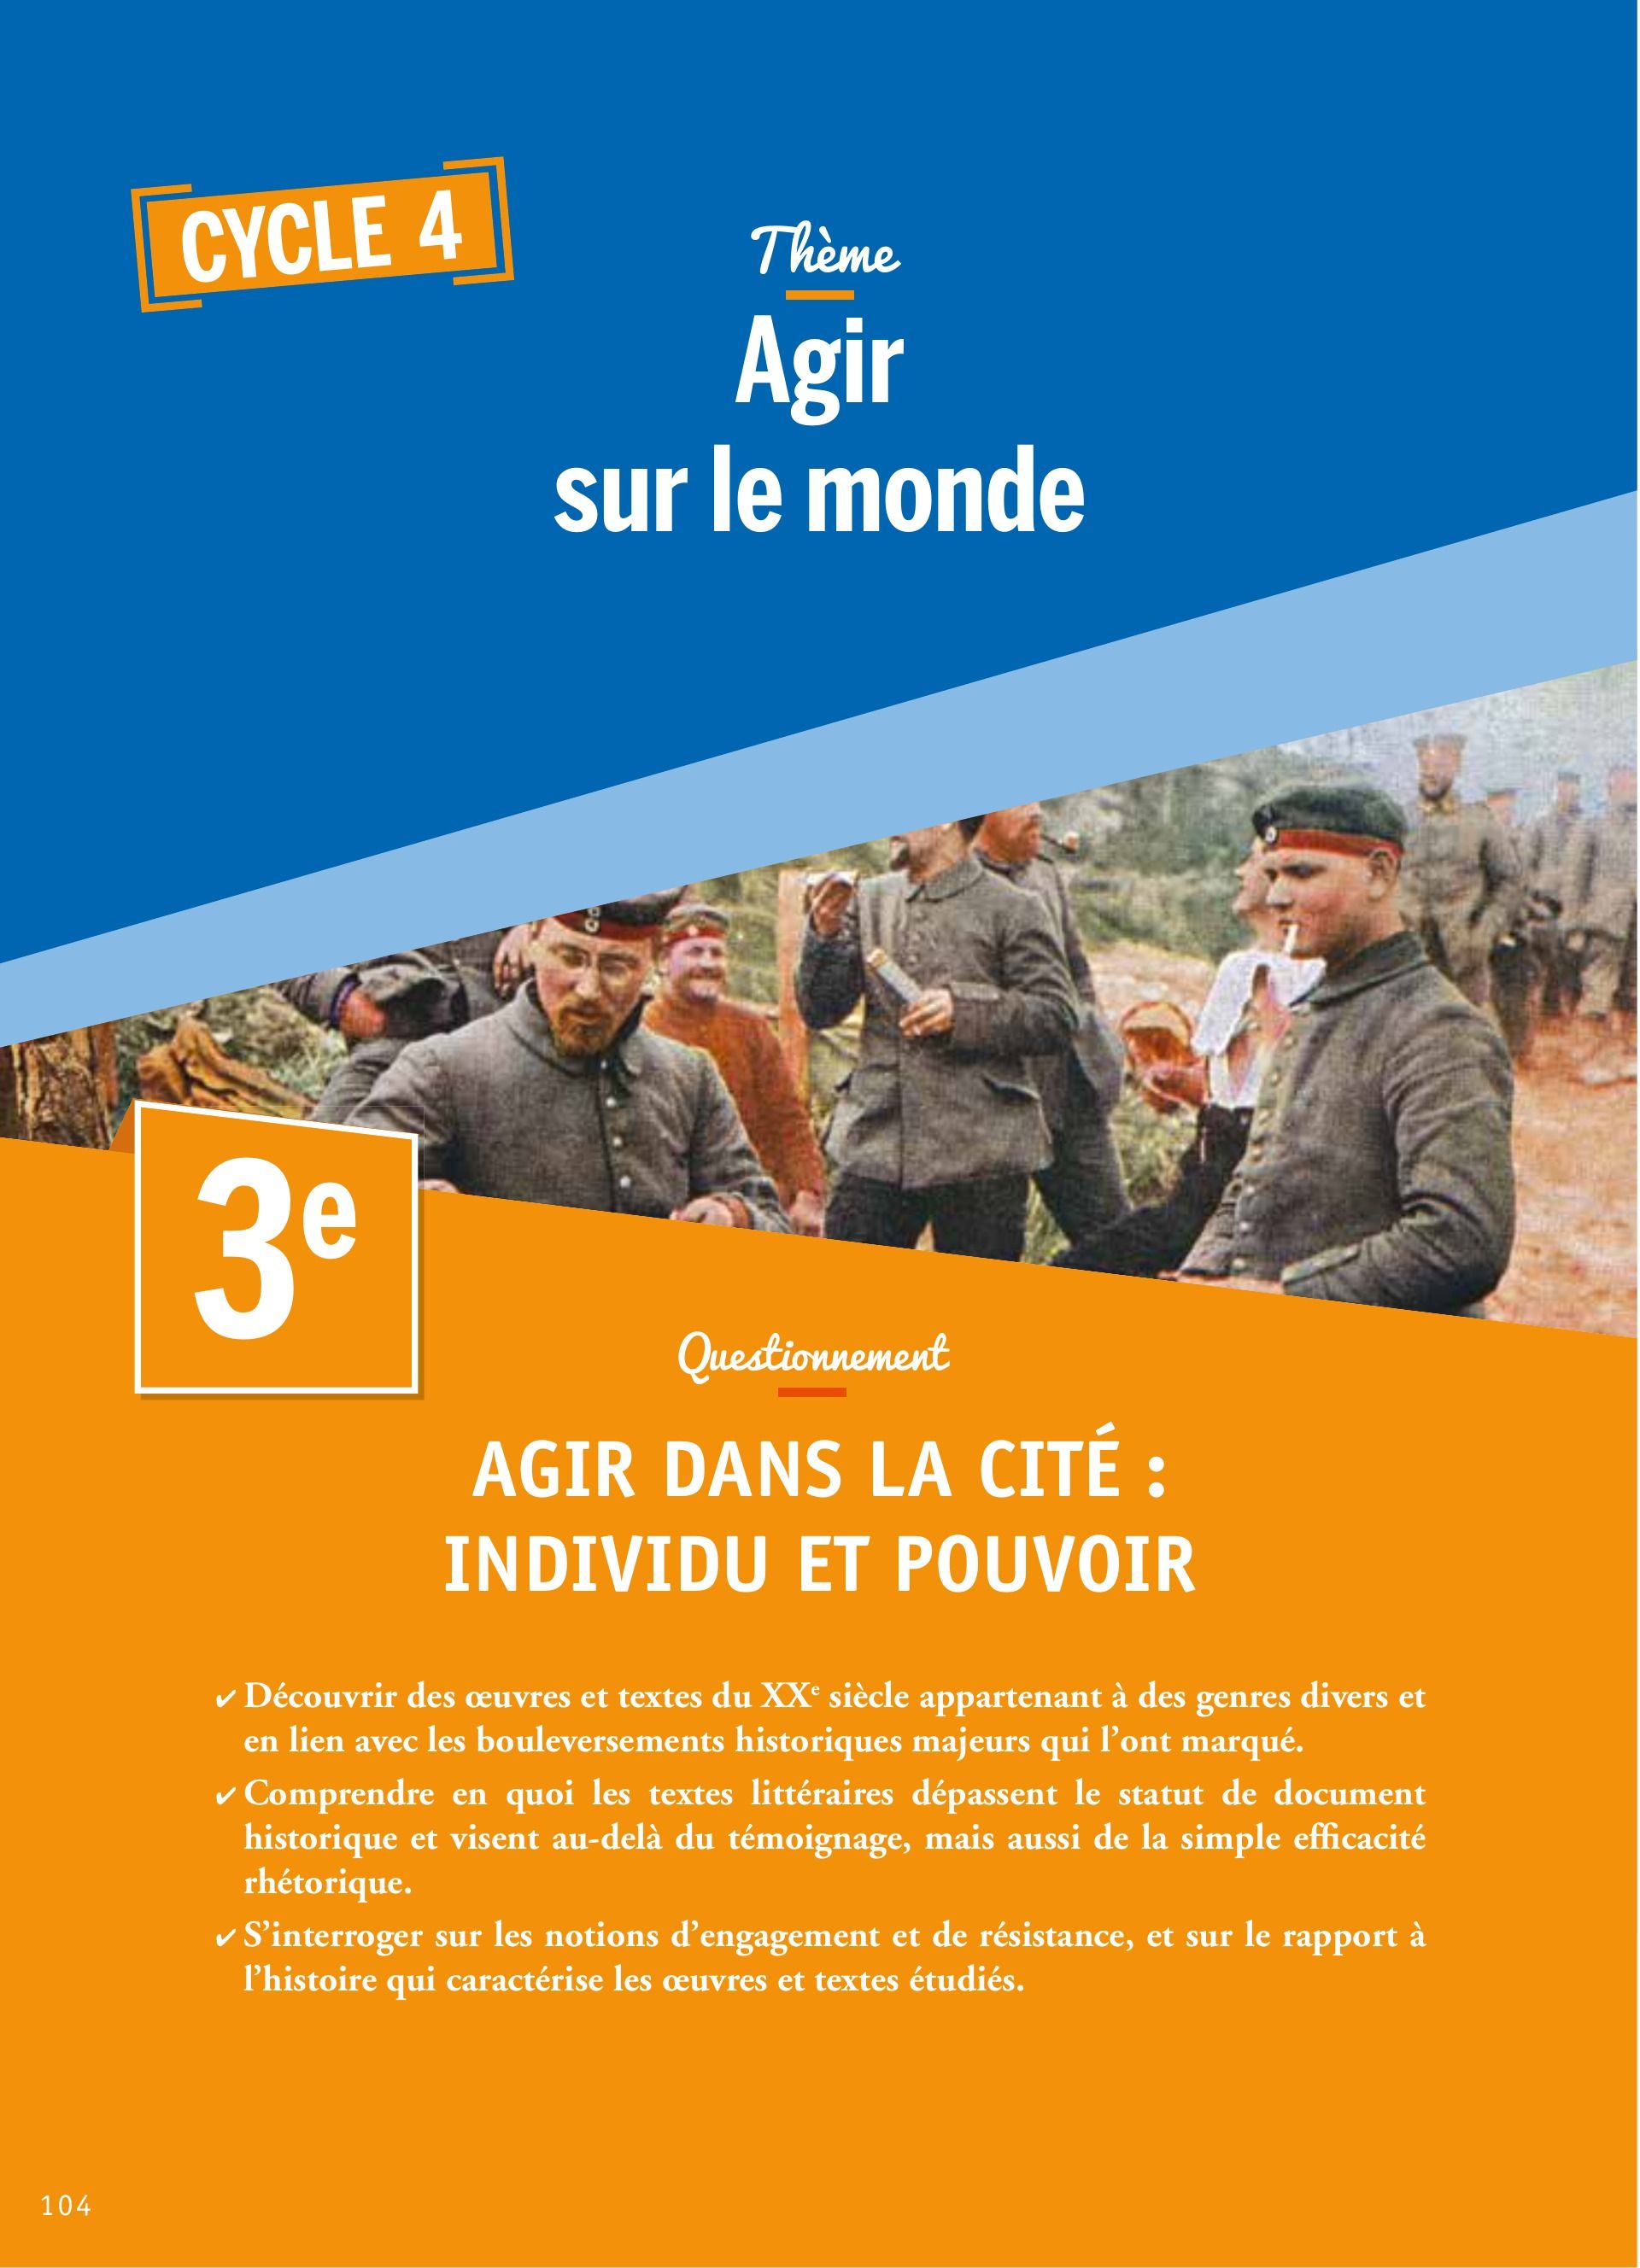 CYCLE 4
Thème
Agir
sur le monde
3e
Questionnement
AGIR DANS LA CITÉ :
INDIVIDU ET POUVOIR
✔ Découvrir des œuvres et textes du XXe siècle appartenant à des genres divers et
en lien avec les bouleversements historiques majeurs qui l’ont marqué.
✔ Comprendre en quoi les textes littéraires dépassent le statut de document
historique et visent au-delà du témoignage, mais aussi de la simple efficacité
rhétorique.
✔ S’interroger sur les notions d’engagement et de résistance, et sur le rapport à
l’histoire qui caractérise les œuvres et textes étudiés.
104